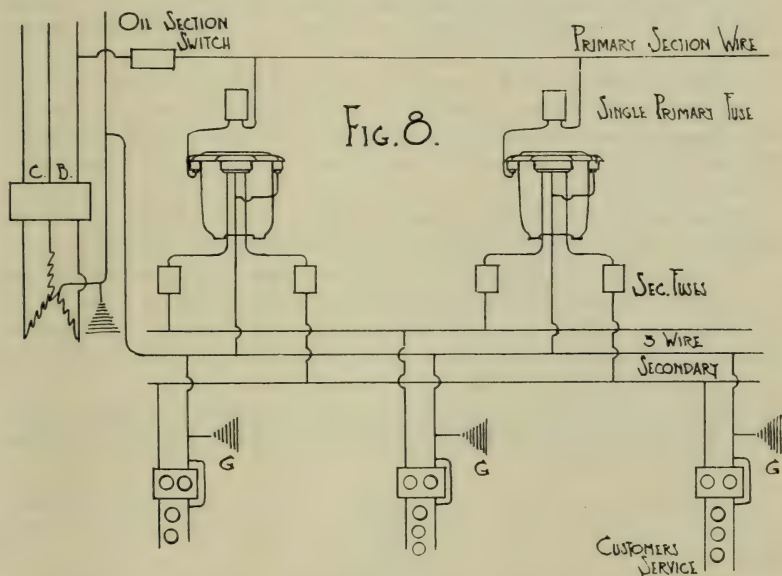 OIL SECTION
SWITCH
PRIMARY SECTION WIRE
SINGLE PRIMARY FUSE
FIG. 8.
C. B.
SEC. FUSES
3 WIRE
SECONDARY
G
G
G
CUSTOMERS
SERVICE